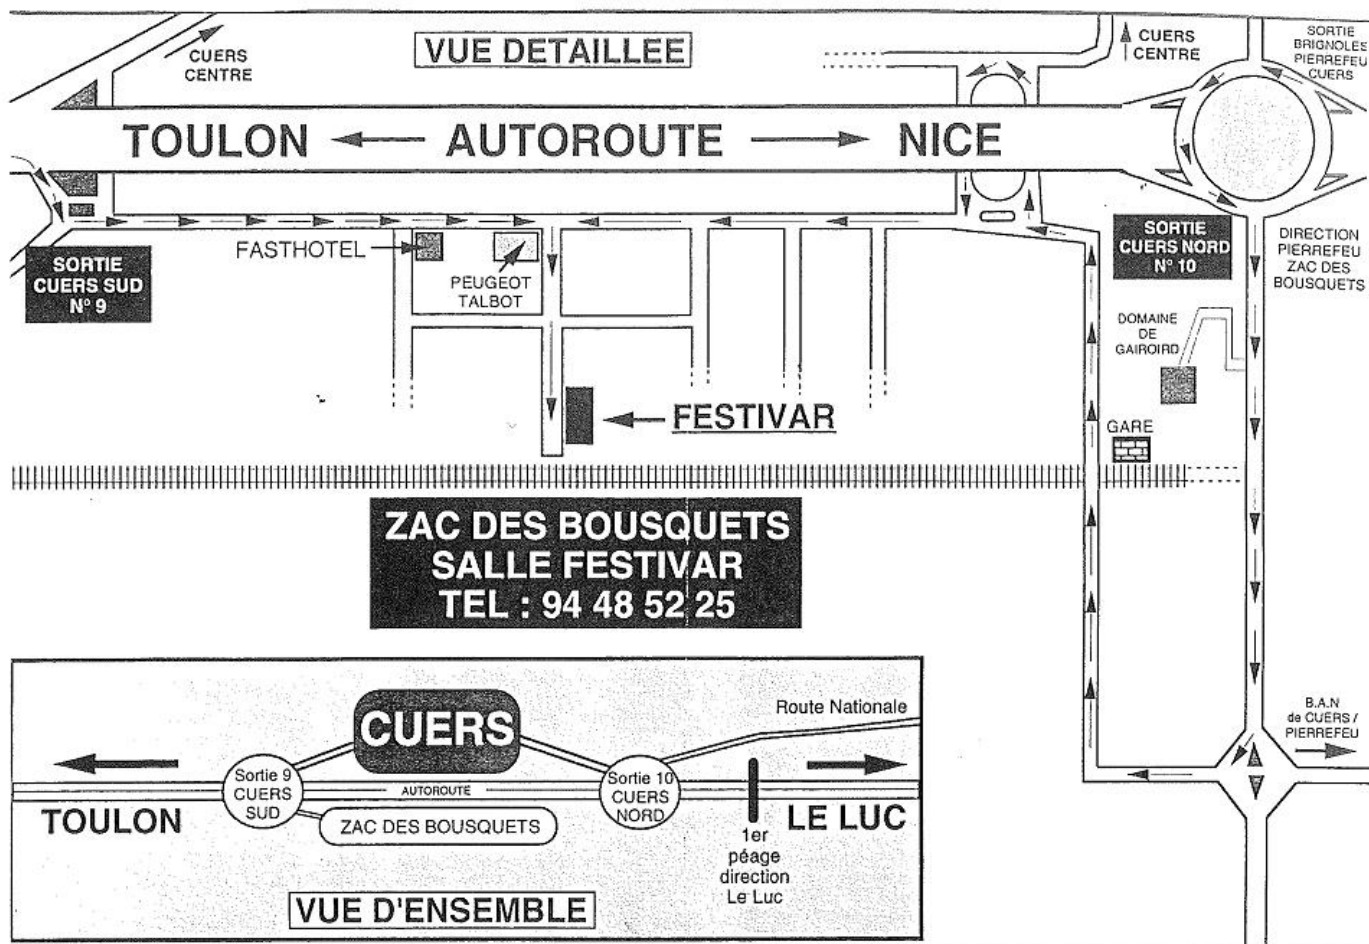 VUE DETAILLEE
CUERS
CENTRE
CUERS
CENTRE
SORTIE
BRIGNOLES
PIERREFEU
CUERS
TOULON
AUTOROUTE
NICE
SORTIE
CUERS SUD
N° 9
FASTHOTEL
PEUGEOT
TALBOT
SORTIE
CUERS NORD
N° 10
DIRECTION
PIERREFEU
ZAC DES
BOUSQUETS
DOMAINE
DE
GAIROIRD
FESTIVAR
GARE
ZAC DES BOUSQUETS
SALLE FESTIVAR
TEL : 94 48 52 25
B.A.N
de CUERS /
PIERREFEU
CUERS
Route Nationale
Sortie 9
CUERS
SUD
AUTOROUTE
Sortie 10
CUERS
NORD
TOULON
ZAC DES BOUSQUETS
LE LUC
1er
péage
direction
Le Luc
VUE D'ENSEMBLE